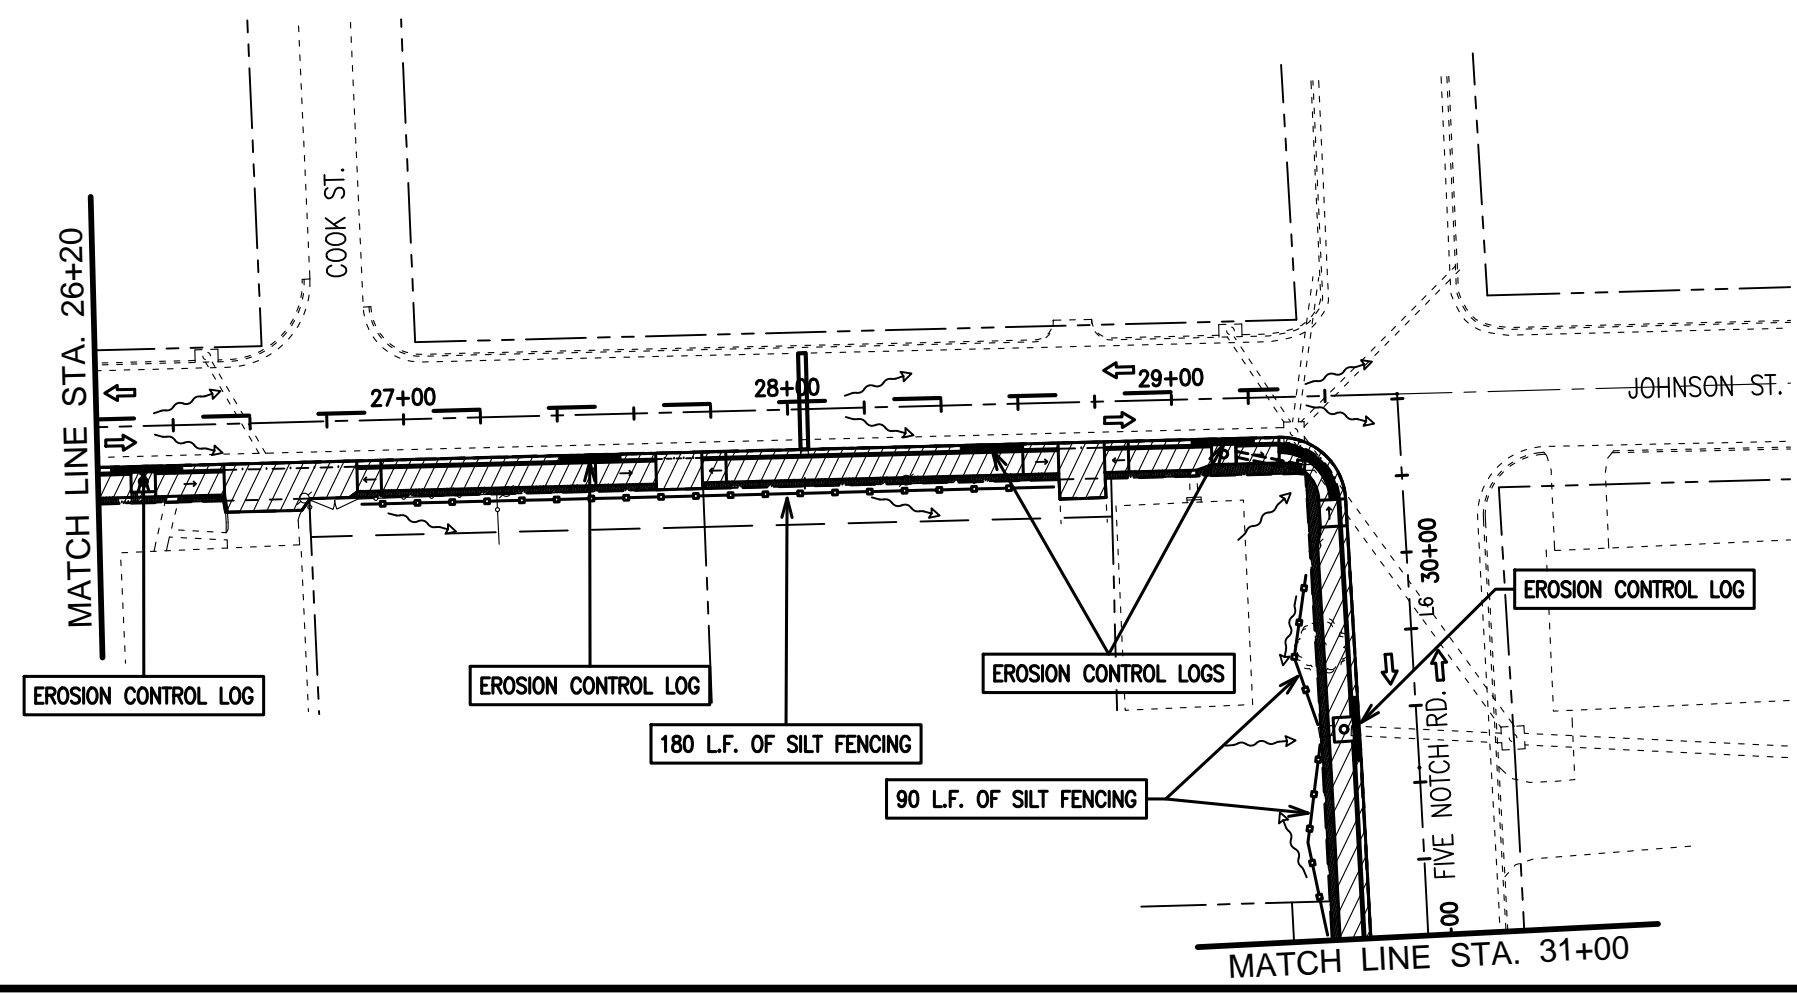 COOK ST.
MATCH LINE STA. 26+20
27+00
28+00
29+00
JOHNSON ST.
30+00
EROSION CONTROL LOG
EROSION CONTROL LOG
EROSION CONTROL LOG
EROSION CONTROL LOGS
180 L.F. OF SILT FENCING
90 L.F. OF SILT FENCING
FIVE NOTCH RD.
L6
00
MATCH LINE STA. 31+00